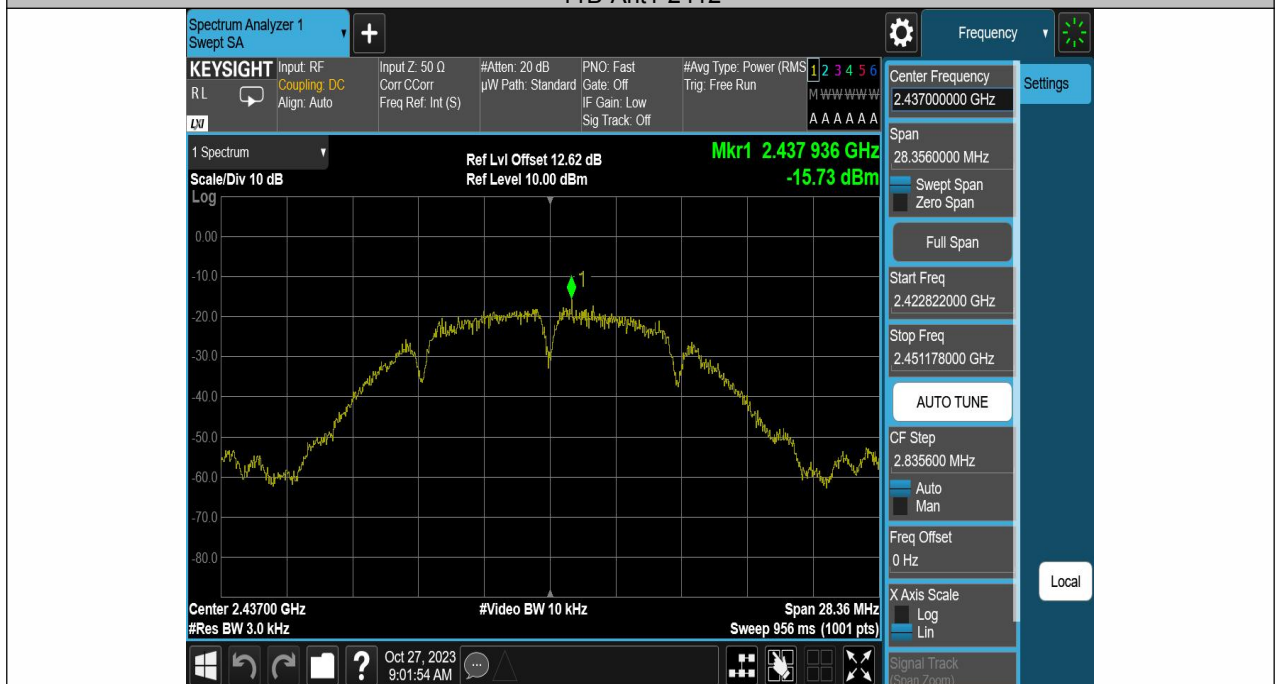 Spectrum Analyzer 1
Swept SA
Frequency
KEYSIGHT
RL
LXI
Input: RF
Coupling: DC
Align: Auto
Input Z: 50 Ω
Corr CCorr
Freq Ref: Int (S)
#Atten: 20 dB
µW Path: Standard
PNO: Fast
Gate: Off
IF Gain: Low
Sig Track: Off
#Avg Type: Power (RMS
Trig: Free Run
1 2 3 4 5 6
M W W W W W
A A A A A A
1 Spectrum
Scale/Div 10 dB
Log
Ref Lvl Offset 12.62 dB
Ref Level 10.00 dBm
Mkr1 2.437 936 GHz
-15.73 dBm
1
0.00
-10.0
-20.0
-30.0
-40.0
-50.0
-60.0
-70.0
-80.0
Center 2.43700 GHz
#Res BW 3.0 kHz
#Video BW 10 kHz
Span 28.36 MHz
Sweep 956 ms (1001 pts)
Oct 27, 2023
9:01:54 AM
Center Frequency
2.437000000 GHz
Span
28.3560000 MHz
Swept Span
Zero Span
Full Span
Start Freq
2.422822000 GHz
Stop Freq
2.451178000 GHz
AUTO TUNE
CF Step
2.835600 MHz
Auto
Man
Freq Offset
0 Hz
X Axis Scale
Log
Lin
Signal Track
(Span Zoom)
Settings
Local